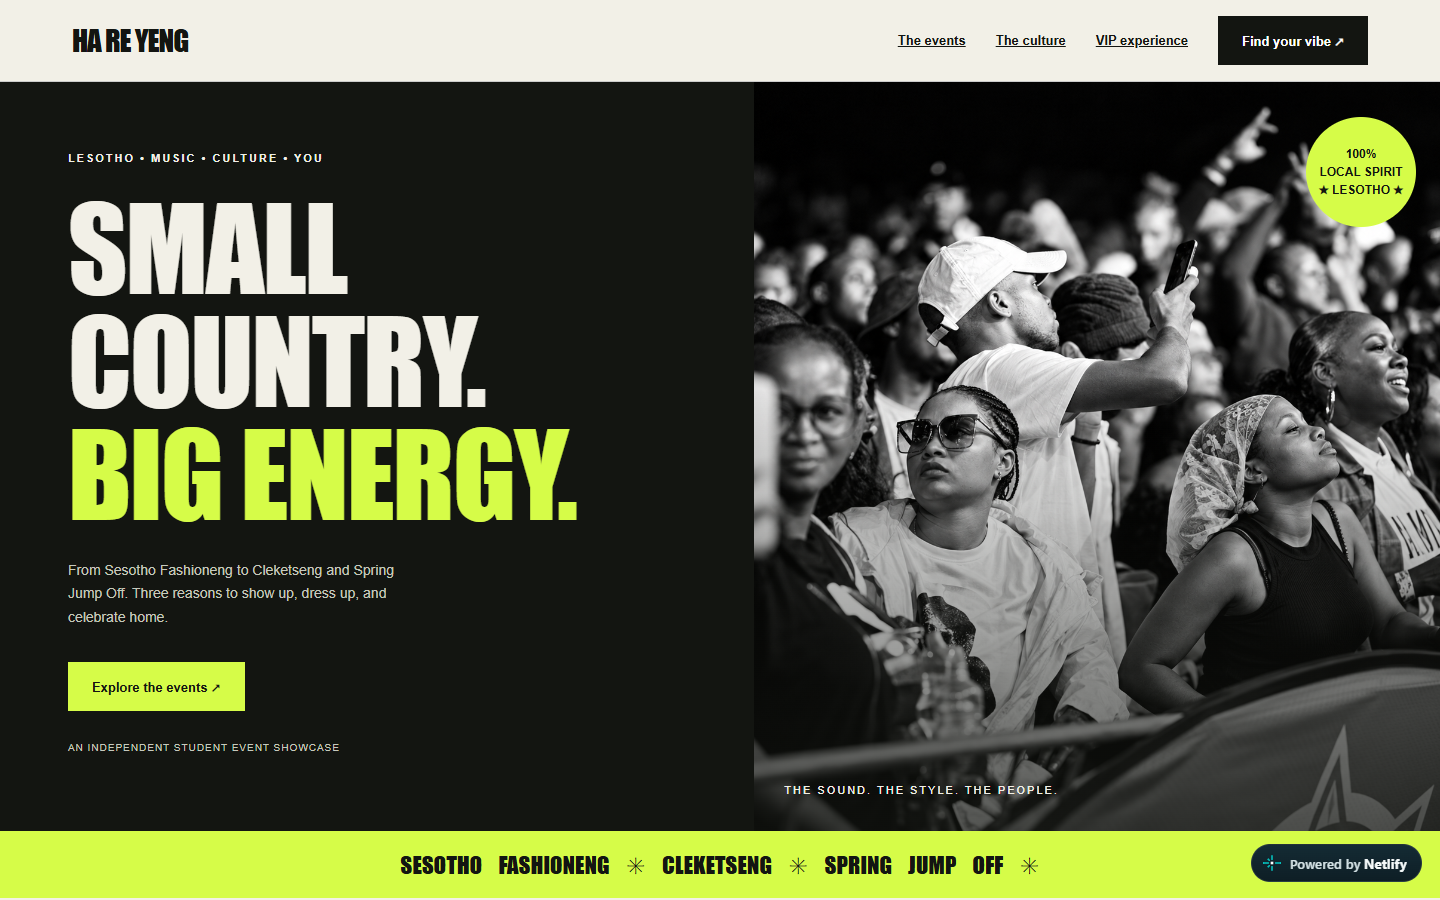 HA RE YENG
The events
The culture
VIP experience
Find your vibe ↗
LESOTHO • MUSIC • CULTURE • YOU
SMALL
COUNTRY.
BIG ENERGY.
From Sesotho Fashioneng to Cleketseng and Spring
Jump Off. Three reasons to show up, dress up, and
celebrate home.
Explore the events ↗
AN INDEPENDENT STUDENT EVENT SHOWCASE
100%
LOCAL SPIRIT
★ LESOTHO ★
THE SOUND. THE STYLE. THE PEOPLE.
SESOTHO FASHIONENG ✳ CLEKETSENG ✳ SPRING JUMP OFF ✳
Powered by Netlify